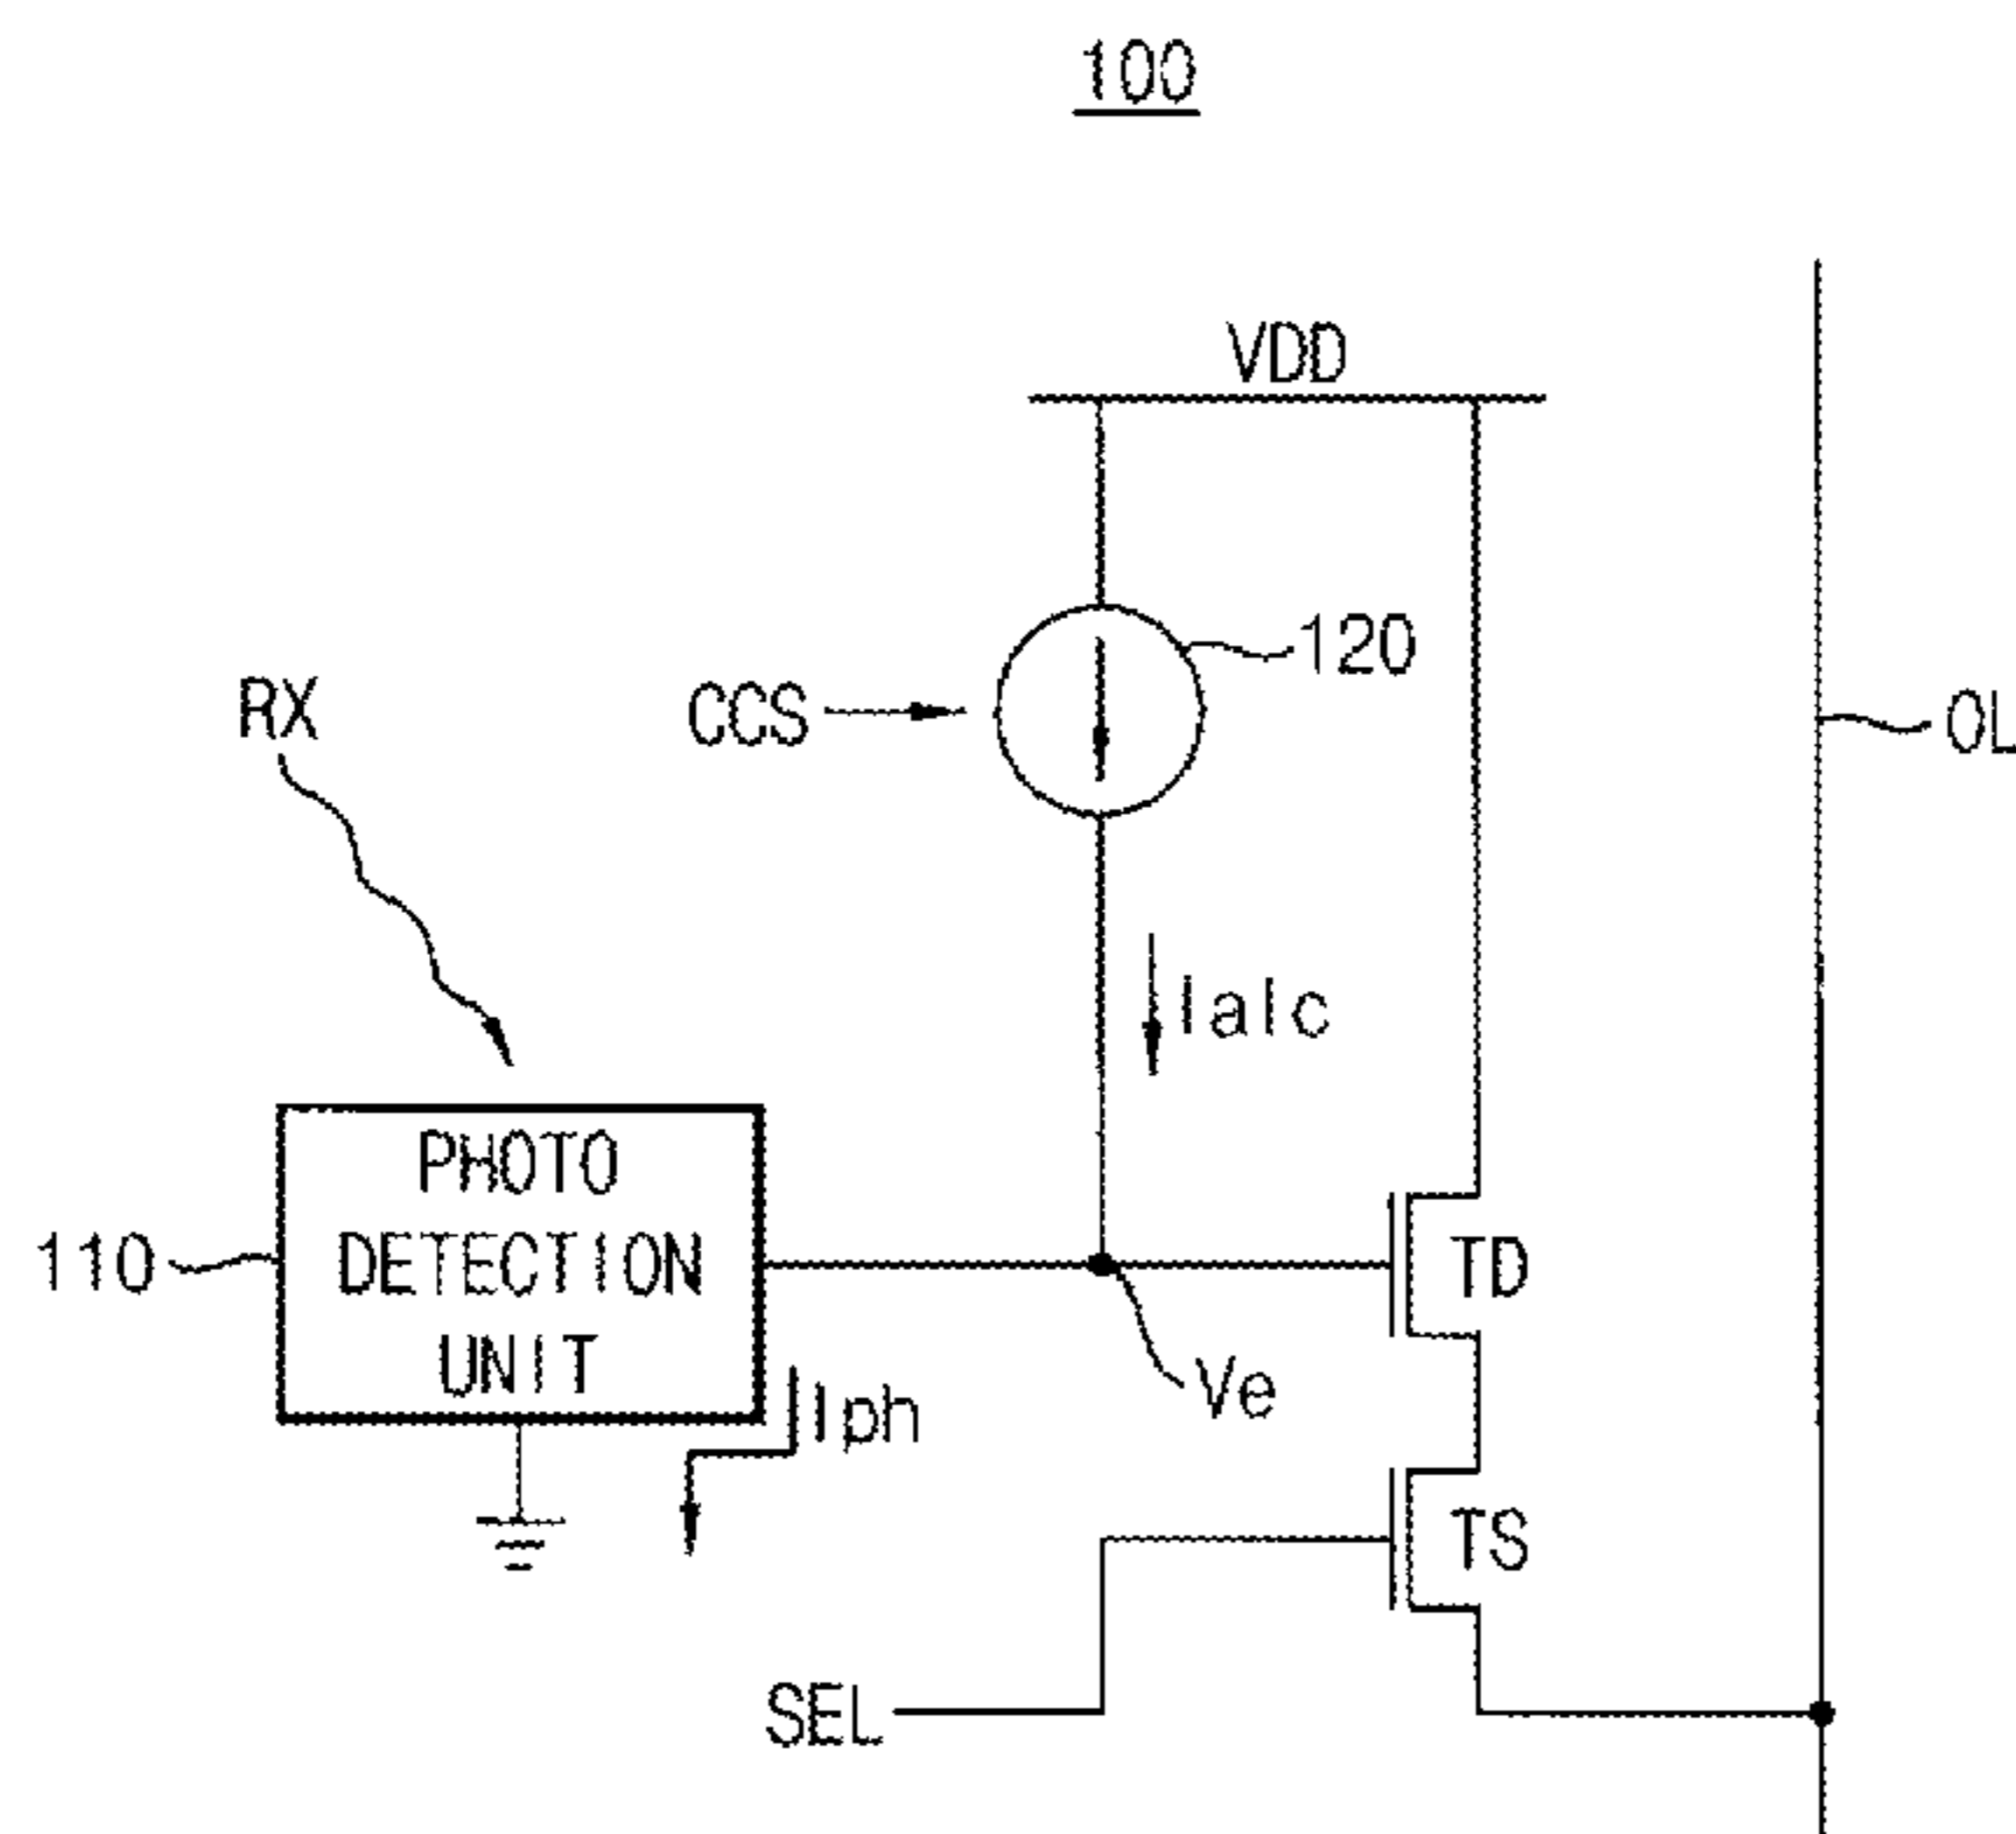 100
VDD
120
RX
CCS
OL
Ialc
PHOTO
DETECTION
UNIT
110
TD
Ve
Iph
TS
SEL